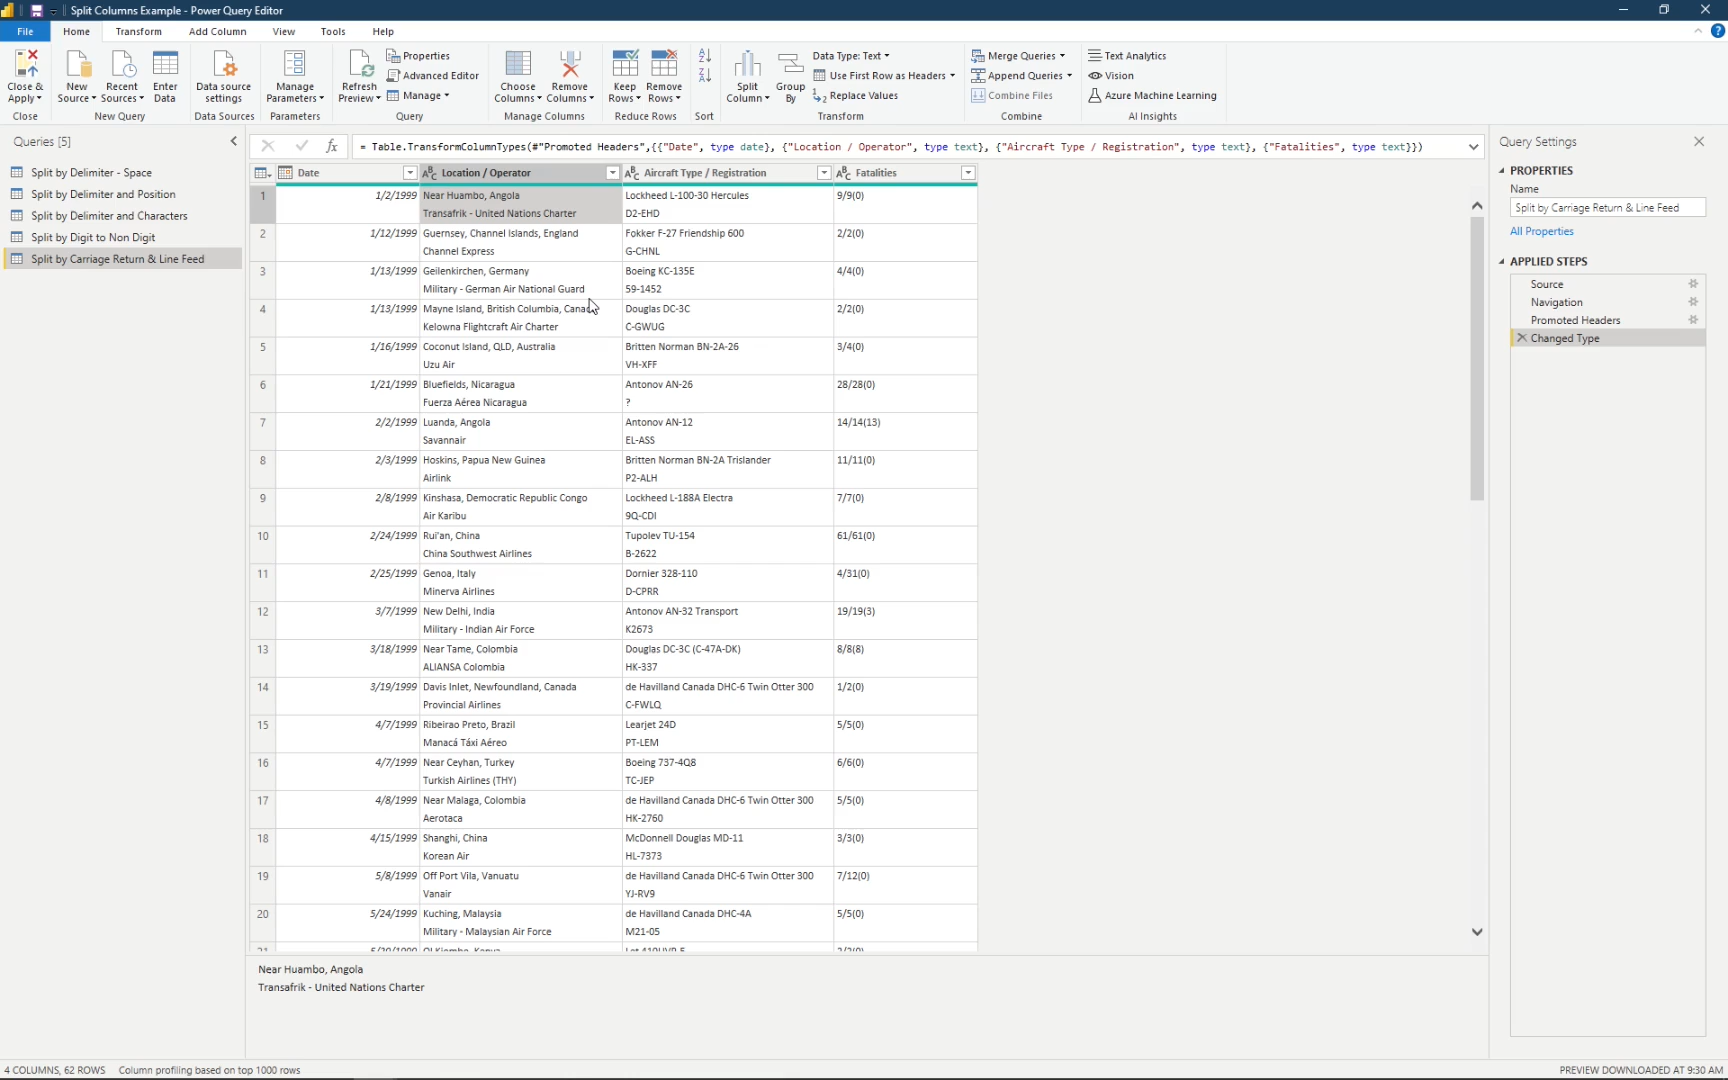 Split Columns Example - Power Query Editor
File
Home
Transform
Add Column
View
Tools
Help
Close &
Apply
New
Source
Recent
Sources
Enter
Data
Data source
settings
Manage
Parameters
Refresh
Preview
Properties
Advanced Editor
Manage
Choose
Columns
Remove
Columns
Keep
Rows
Remove
Rows
Split
Column
Group
By
Data Type: Text
Use First Row as Headers
Replace Values
Merge Queries
Append Queries
Combine Files
Text Analytics
Vision
Azure Machine Learning
Close
New Query
Data Sources
Parameters
Query
Manage Columns
Reduce Rows
Sort
Transform
Combine
AI Insights
Queries [5]
Split by Delimiter - Space
Split by Delimiter and Position
Split by Delimiter and Characters
Split by Digit to Non Digit
Split by Carriage Return & Line Feed
fx
= Table.TransformColumnTypes(#"Promoted Headers",{{"Date", type date}, {"Location / Operator", type text}, {"Aircraft Type / Registration", type text}, {"Fatalities", type text}})
Date
Location / Operator
Aircraft Type / Registration
Fatalities
1 1/2/1999 Near Huambo, Angola Lockheed L-100-30 Hercules 9/9(0)
Transafrik - United Nations Charter D2-EHD
2 1/12/1999 Guernsey, Channel Islands, England Fokker F-27 Friendship 600 2/2(0)
Channel Express G-CHNL
3 1/13/1999 Geilenkirchen, Germany Boeing KC-135E 4/4(0)
Military - German Air National Guard 59-1452
4 1/13/1999 Mayne Island, British Columbia, Canada Douglas DC-3C 2/2(0)
Kelowna Flightcraft Air Charter C-GWUG
5 1/16/1999 Coconut Island, QLD, Australia Britten Norman BN-2A-26 3/4(0)
Uzu Air VH-XFF
6 1/21/1999 Bluefields, Nicaragua Antonov AN-26 28/28(0)
Fuerza Aérea Nicaragua ?
7 2/2/1999 Luanda, Angola Antonov AN-12 14/14(13)
Savannair EL-ASS
8 2/3/1999 Hoskins, Papua New Guinea Britten Norman BN-2A Trislander 11/11(0)
Airlink P2-ALH
9 2/8/1999 Kinshasa, Democratic Republic Congo Lockheed L-188A Electra 7/7(0)
Air Karibu 9Q-CDI
10 2/24/1999 Rui'an, China Tupolev TU-154 61/61(0)
China Southwest Airlines B-2622
11 2/25/1999 Genoa, Italy Dornier 328-110 4/31(0)
Minerva Airlines D-CPRR
12 3/7/1999 New Delhi, India Antonov AN-32 Transport 19/19(3)
Military - Indian Air Force K2673
13 3/18/1999 Near Tame, Colombia Douglas DC-3C (C-47A-DK) 8/8(8)
ALIANSA Colombia HK-337
14 3/19/1999 Davis Inlet, Newfoundland, Canada de Havilland Canada DHC-6 Twin Otter 300 1/2(0)
Provincial Airlines C-FWLQ
15 4/7/1999 Ribeirao Preto, Brazil Learjet 24D 5/5(0)
Manacá Táxi Aéreo PT-LEM
16 4/7/1999 Near Ceyhan, Turkey Boeing 737-4Q8 6/6(0)
Turkish Airlines (THY) TC-JEP
17 4/8/1999 Near Malaga, Colombia de Havilland Canada DHC-6 Twin Otter 300 5/5(0)
Aerotaca HK-2760
18 4/15/1999 Shanghi, China McDonnell Douglas MD-11 3/3(0)
Korean Air HL-7373
19 5/8/1999 Off Port Vila, Vanuatu de Havilland Canada DHC-6 Twin Otter 300 7/12(0)
Vanair YJ-RV9
20 5/24/1999 Kuching, Malaysia de Havilland Canada DHC-4A 5/5(0)
Military - Malaysian Air Force M21-05
Near Huambo, Angola
Transafrik - United Nations Charter
Query Settings
PROPERTIES
Name
Split by Carriage Return & Line Feed
All Properties
APPLIED STEPS
Source
Navigation
Promoted Headers
Changed Type
4 COLUMNS, 62 ROWS
Column profiling based on top 1000 rows
PREVIEW DOWNLOADED AT 9:30 AM